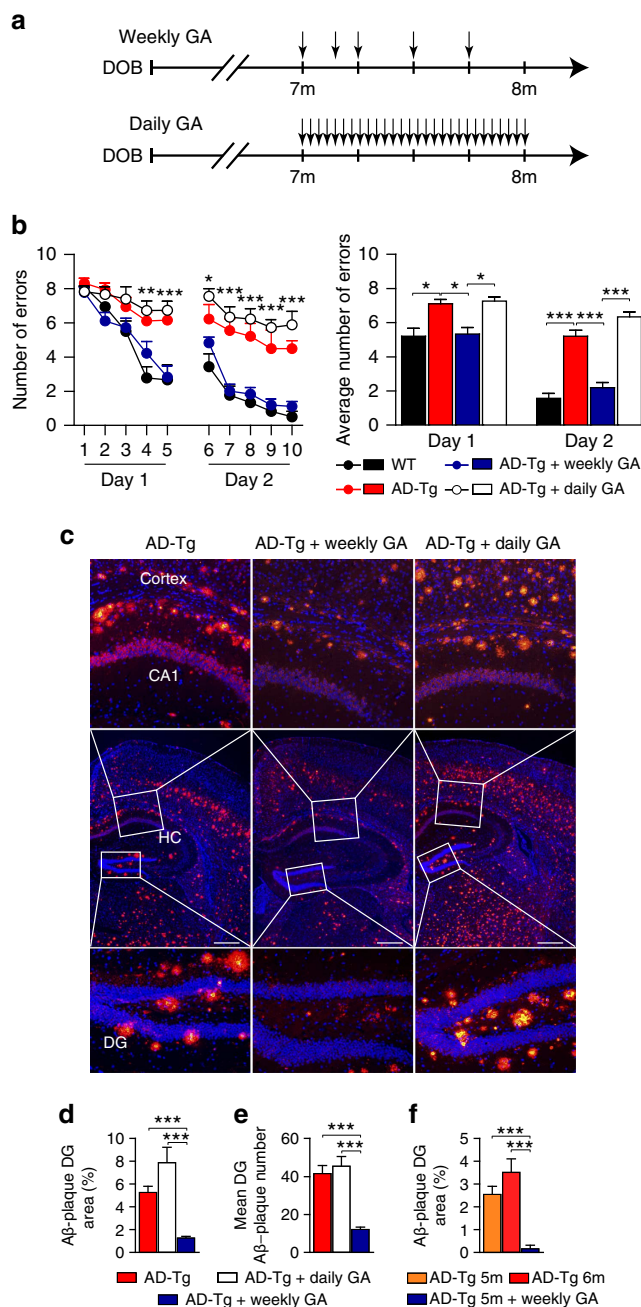 a
Weekly GA
DOB
7m 8m
Daily GA
DOB
7m 8m
b
Number of errors
8
6
4
2
0
** *** * *** *** *** ***
1 2 3 4 5 6 7 8 9 10
Day 1 Day 2
Average number of errors
8
6
4
2
0
* * * *** *** ***
Day 1 Day 2
WT AD-Tg + weekly GA
AD-Tg AD-Tg + daily GA
c
AD-Tg AD-Tg + weekly GA AD-Tg + daily GA
Cortex
CA1
HC
DG
d
Aβ-plaque DG
area (%)
10
8
6
4
2
0
***
***
e
Mean DG
Aβ–plaque number
60
40
20
0
***
***
f
Aβ-plaque DG
area (%)
5
4
3
2
1
0
***
***
AD-Tg AD-Tg + daily GA
AD-Tg + weekly GA
AD-Tg 5m AD-Tg 6m
AD-Tg 5m + weekly GA